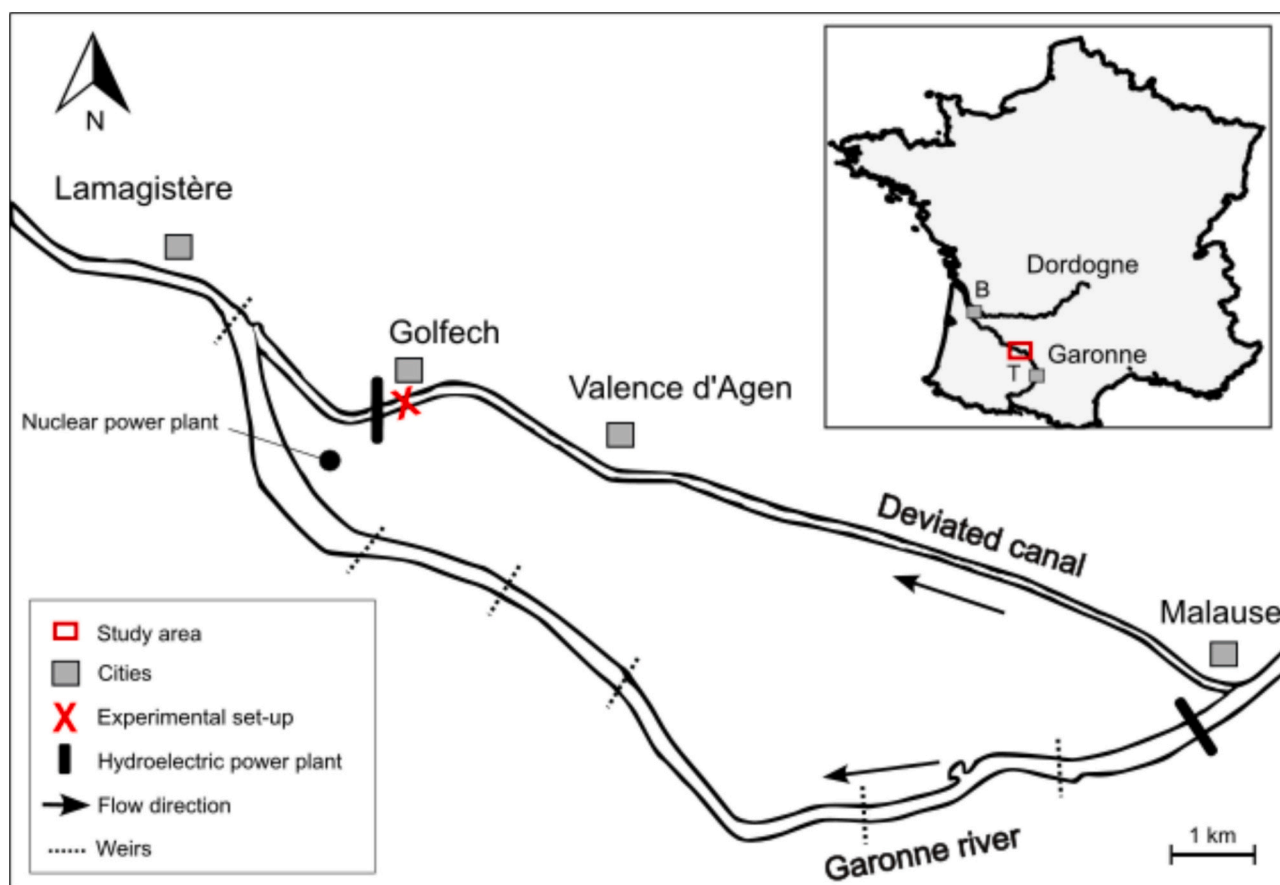 N
Lamagistère
Golfech
Valence d'Agen
Nuclear power plant
Deviated canal
Malause
Garonne river
1 km
Dordogne
B
Garonne
T
Study area
Cities
Experimental set-up
Hydroelectric power plant
Flow direction
Weirs